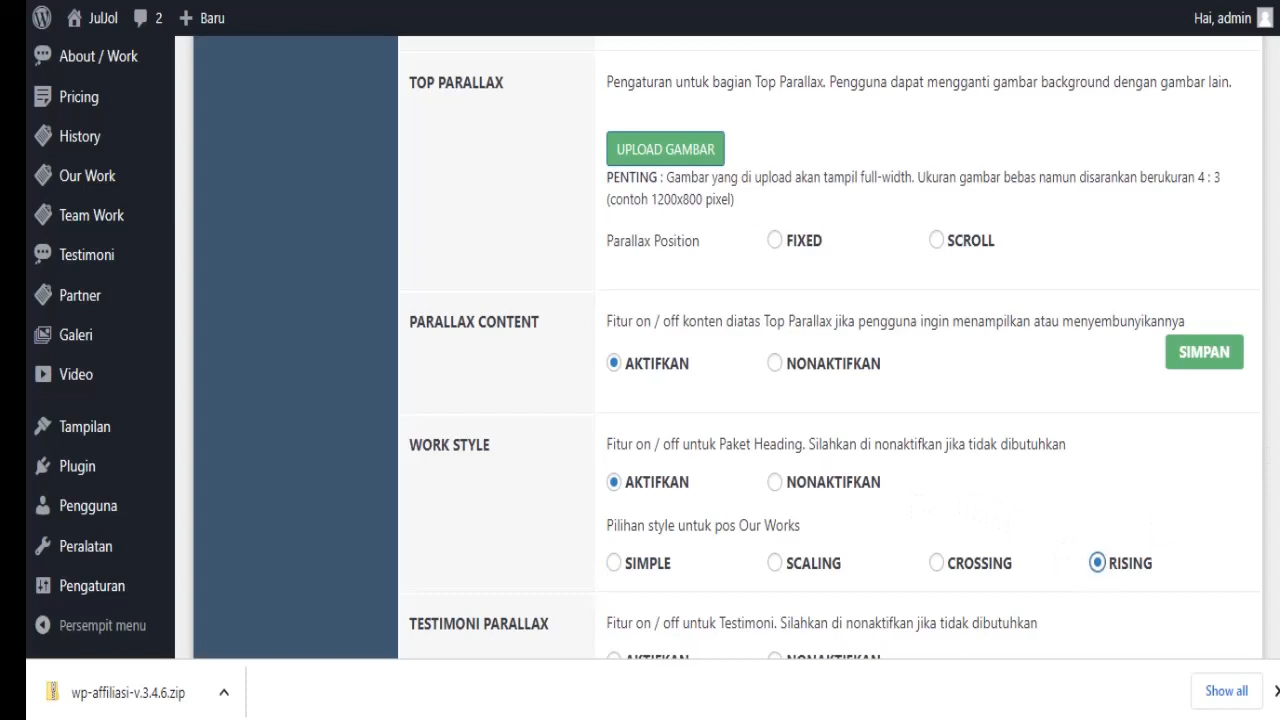 JulJol
2
Baru
Hai, admin
About / Work
Pricing
History
Our Work
Team Work
Testimoni
Partner
Galeri
Video
Tampilan
Plugin
Pengguna
Peralatan
Pengaturan
Persempit menu
TOP PARALLAX
Pengaturan untuk bagian Top Parallax. Pengguna dapat mengganti gambar background dengan gambar lain.
UPLOAD GAMBAR
PENTING : Gambar yang di upload akan tampil full-width. Ukuran gambar bebas namun disarankan berukuran 4 : 3
(contoh 1200x800 pixel)
Parallax Position
FIXED
SCROLL
PARALLAX CONTENT
Fitur on / off konten diatas Top Parallax jika pengguna ingin menampilkan atau menyembunyikannya
AKTIFKAN
NONAKTIFKAN
SIMPAN
WORK STYLE
Fitur on / off untuk Paket Heading. Silahkan di nonaktifkan jika tidak dibutuhkan
AKTIFKAN
NONAKTIFKAN
Pilihan style untuk pos Our Works
SIMPLE
SCALING
CROSSING
RISING
TESTIMONI PARALLAX
Fitur on / off untuk Testimoni. Silahkan di nonaktifkan jika tidak dibutuhkan
AKTIFKAN
NONAKTIFKAN
wp-affiliasi-v.3.4.6.zip
Show all